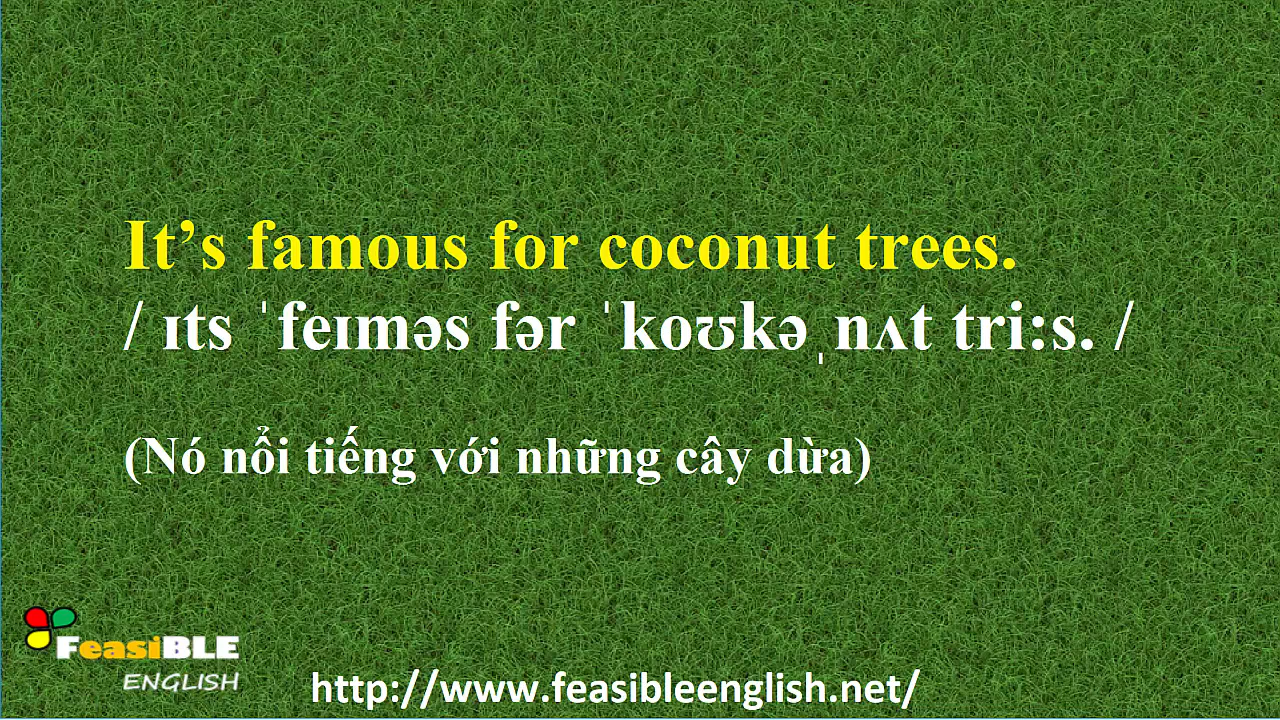 It’s famous for coconut trees.
/ ɪts ˈfeɪməs fər ˈkoʊkəˌnʌt tri:s. /
(Nó nổi tiếng với những cây dừa)
FeasiBLE
ENGLISH
http://www.feasibleenglish.net/